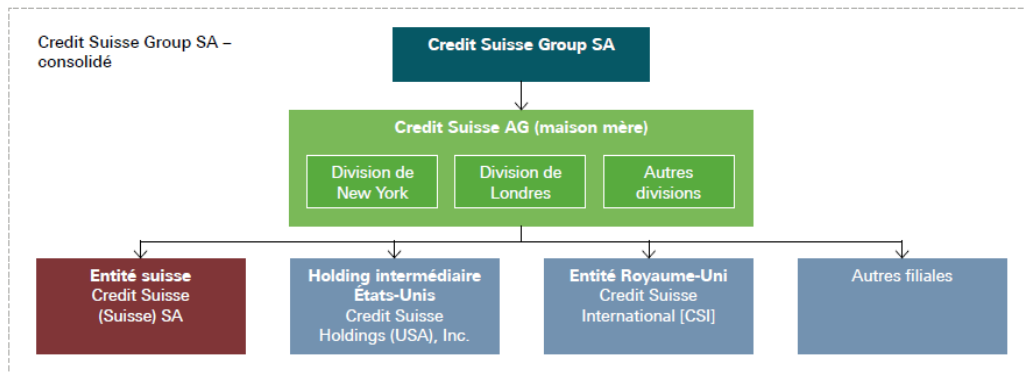 Credit Suisse Group SA –
consolidé
Credit Suisse Group SA
Credit Suisse AG (maison mère)
Division de
New York
Division de
Londres
Autres
divisions
Entité suisse
Credit Suisse
(Suisse) SA
Holding intermédiaire
États-Unis
Credit Suisse
Holdings (USA), Inc.
Entité Royaume-Uni
Credit Suisse
International [CSI]
Autres filiales